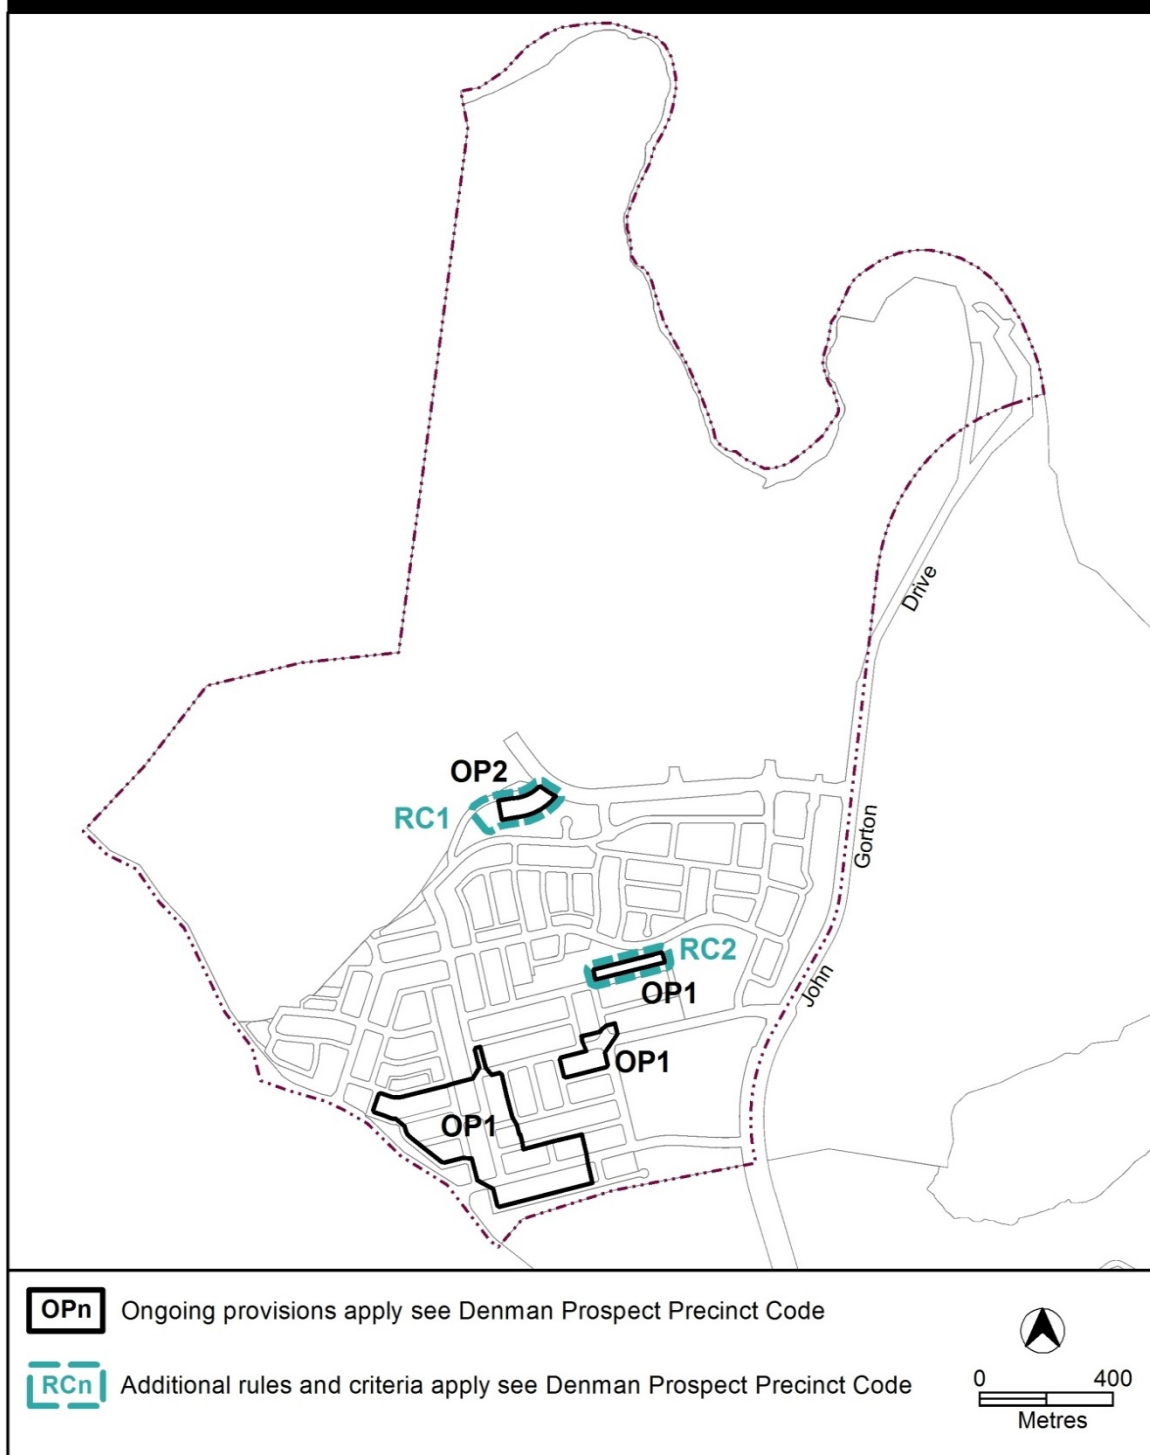 Drive
OP2
RC1
Gorton
RC2
OP1
John
OP1
OP1
OPn Ongoing provisions apply see Denman Prospect Precinct Code
RCn Additional rules and criteria apply see Denman Prospect Precinct Code
0 400
Metres